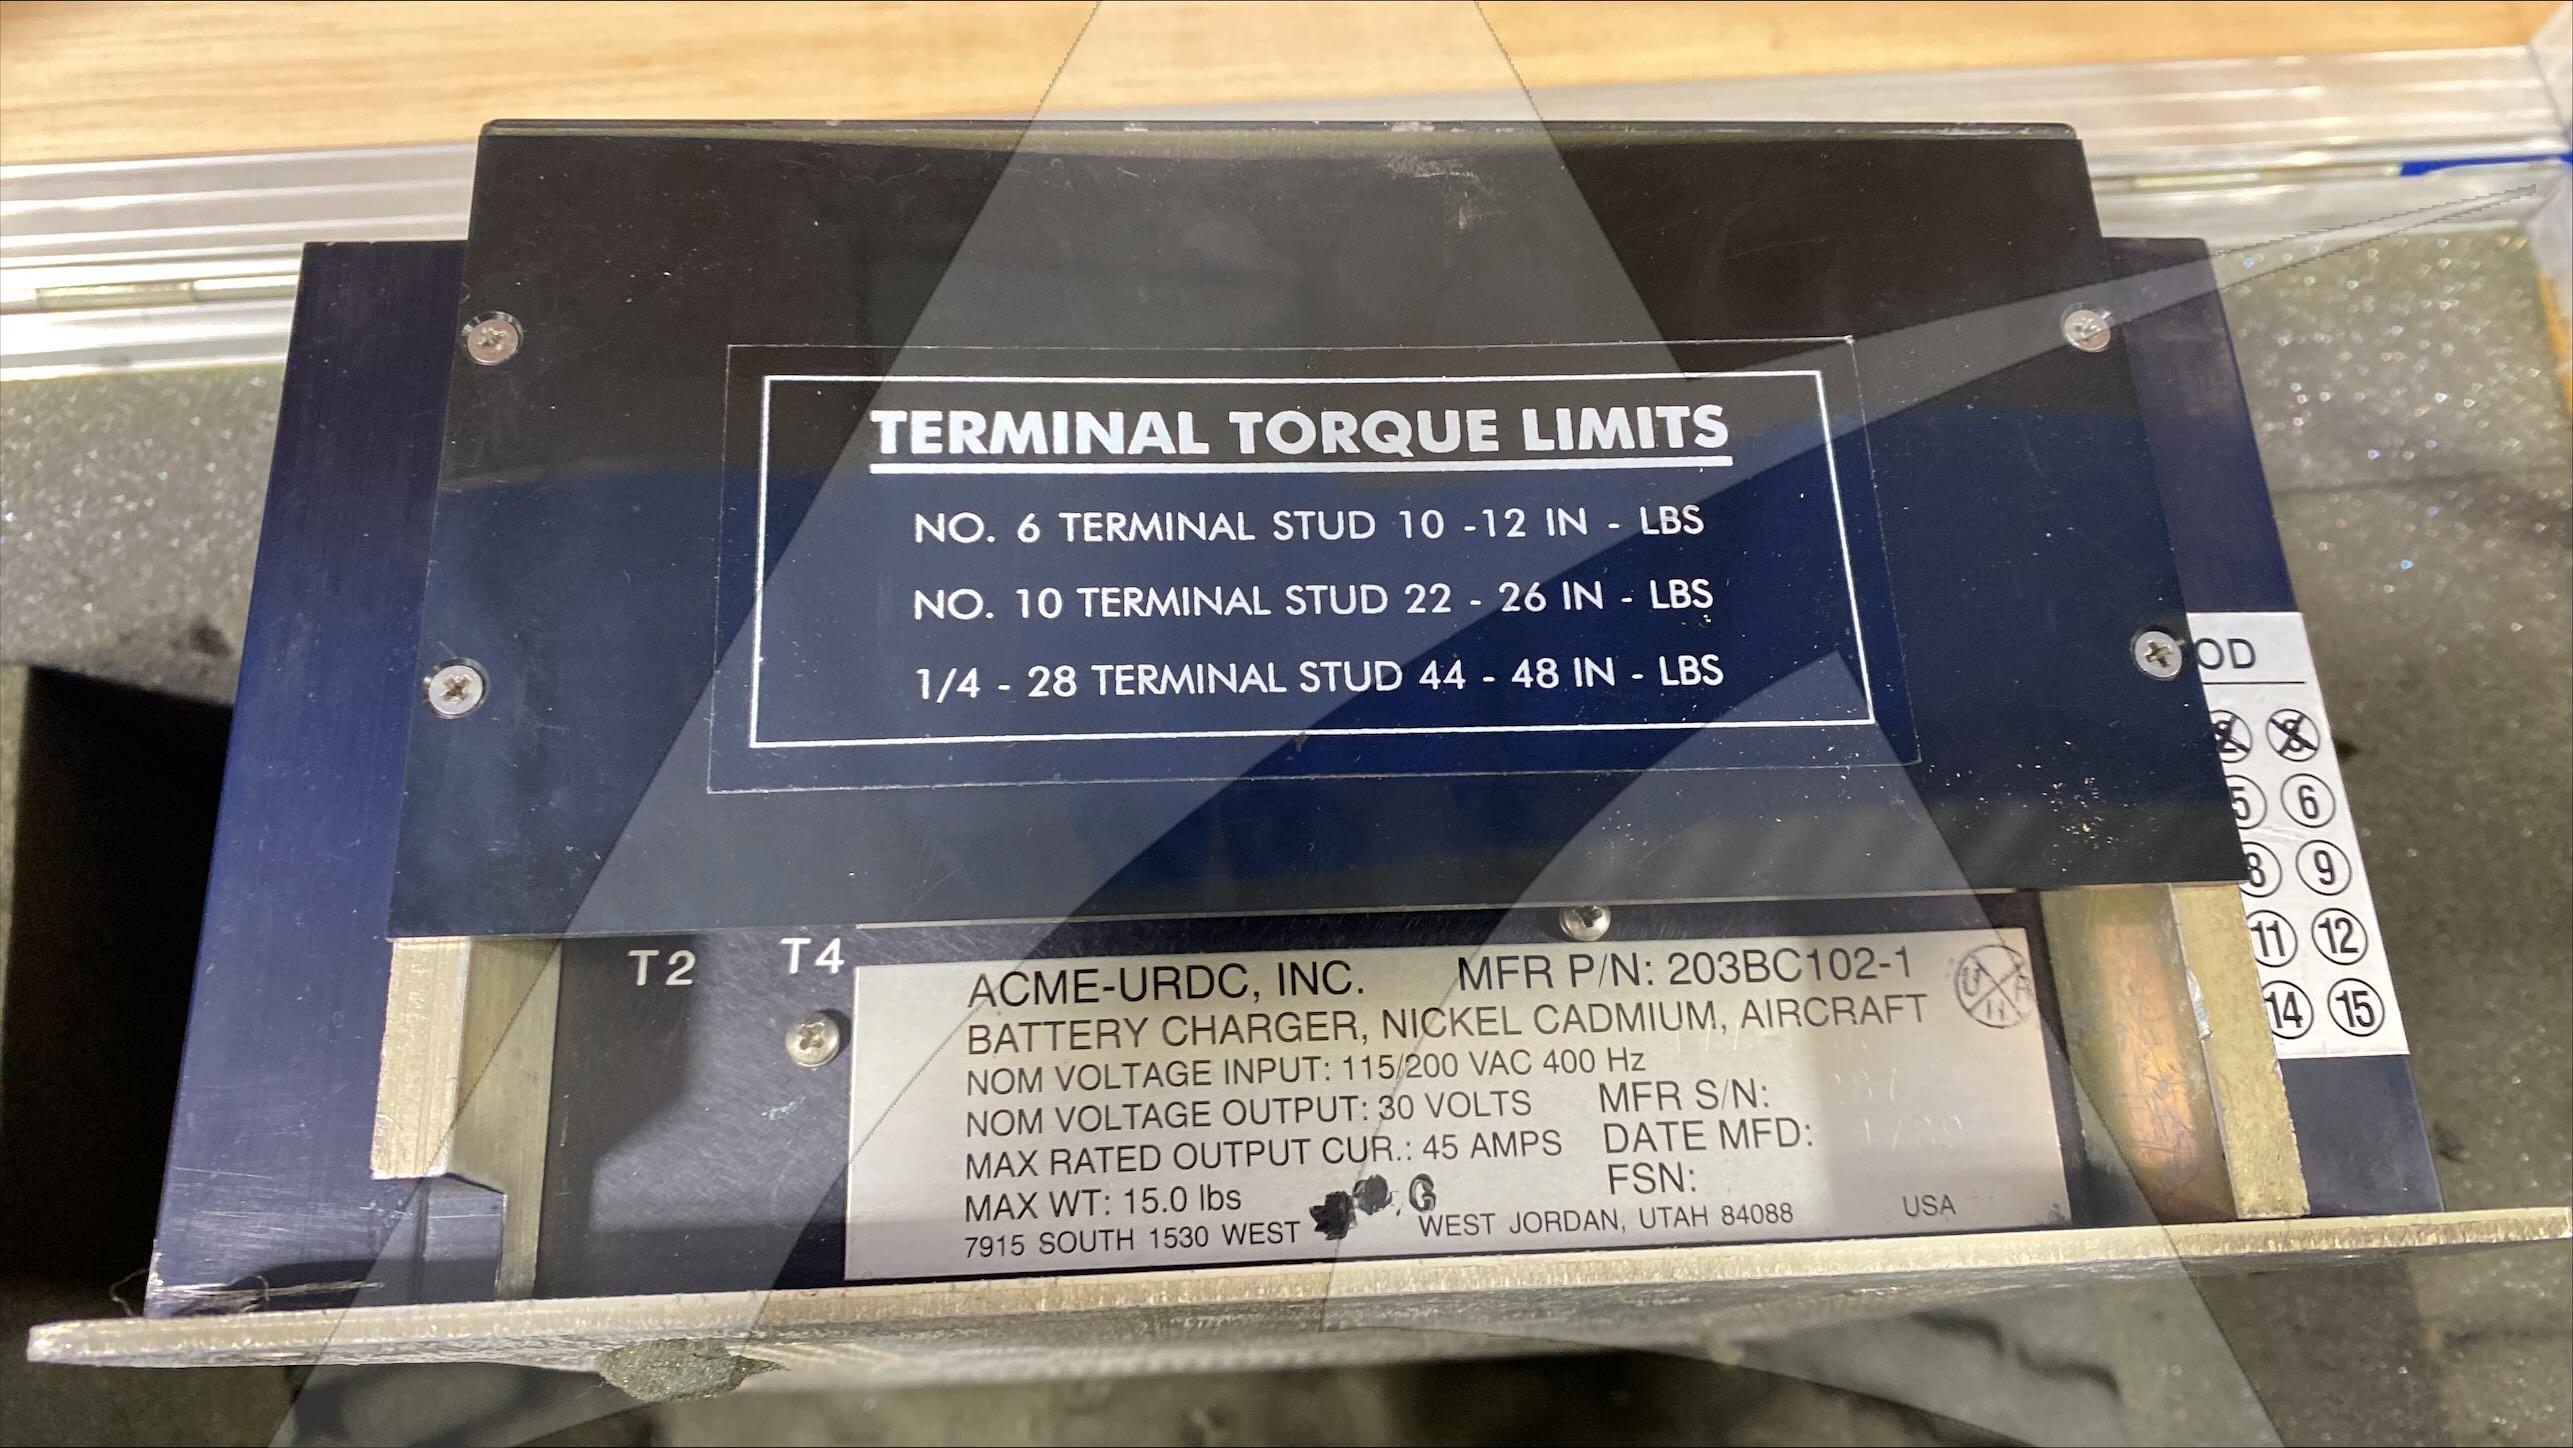 TERMINAL TORQUE LIMITS
NO. 6 TERMINAL STUD 10 -12 IN - LBS
NO. 10 TERMINAL STUD 22 - 26 IN - LBS
1/4 - 28 TERMINAL STUD 44 - 48 IN - LBS
OD
5 6
8 9
11 12
14 15
T2 T4
ACME-URDC, INC. MFR P/N: 203BC102-1
BATTERY CHARGER, NICKEL CADMIUM, AIRCRAFT
NOM VOLTAGE INPUT: 115/200 VAC 400 Hz
NOM VOLTAGE OUTPUT: 30 VOLTS MFR S/N:
MAX RATED OUTPUT CUR.: 45 AMPS DATE MFD:
MAX WT: 15.0 lbs G FSN:
7915 SOUTH 1530 WEST WEST JORDAN, UTAH 84088 USA